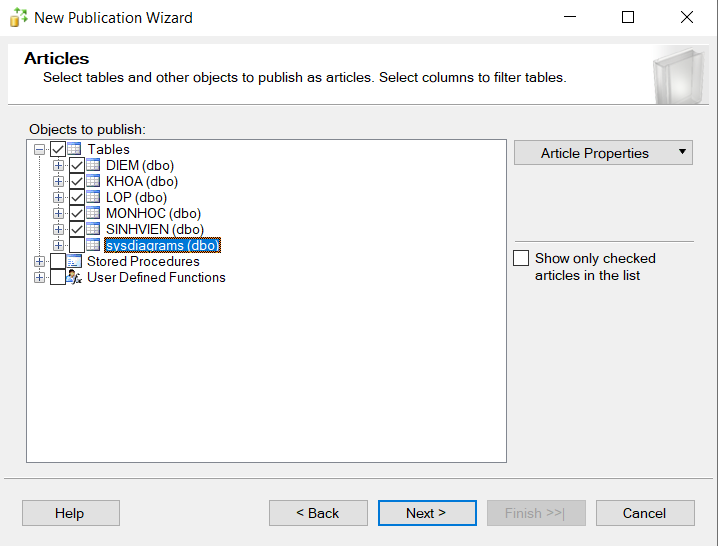 New Publication Wizard
Articles
Select tables and other objects to publish as articles. Select columns to filter tables.
Objects to publish:
Tables
DIEM (dbo)
KHOA (dbo)
LOP (dbo)
MONHOC (dbo)
SINHVIEN (dbo)
sysdiagrams (dbo)
Stored Procedures
User Defined Functions
Article Properties
Show only checked
articles in the list
Help
< Back
Next >
Finish >>|
Cancel